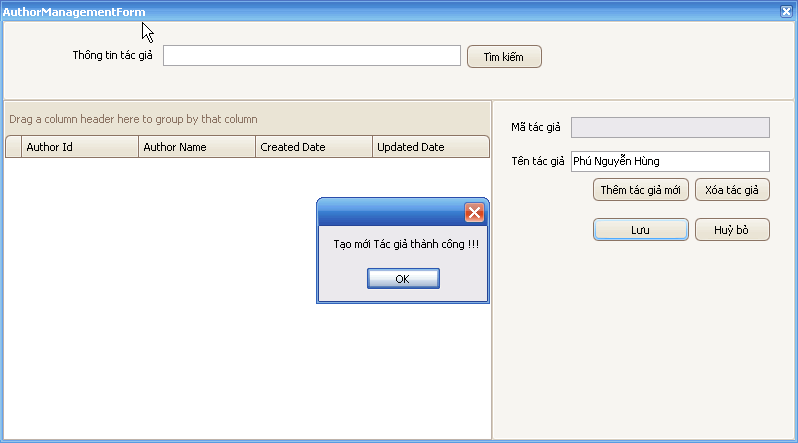 AuthorManagementForm
Thông tin tác giả
Tìm kiếm
Drag a column header here to group by that column
Author Id Author Name Created Date Updated Date
Mã tác giả
Tên tác giả Phú Nguyễn Hùng
Thêm tác giả mới Xóa tác giả
Lưu Huỷ bỏ
Tạo mới Tác giả thành công !!!
OK